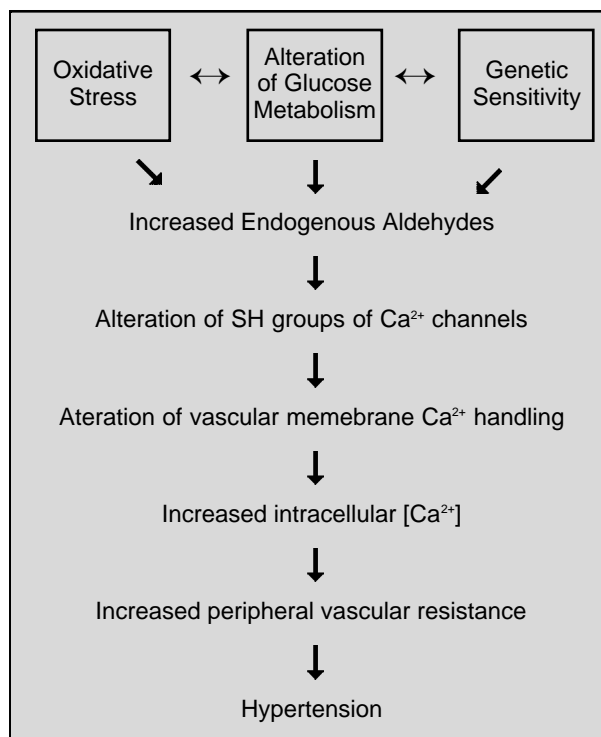 Oxidative
Stress
Alteration
of Glucose
Metabolism
Genetic
Sensitivity
Increased Endogenous Aldehydes
Alteration of SH groups of Ca²⁺ channels
Ateration of vascular memebrane Ca²⁺ handling
Increased intracellular [Ca²⁺]
Increased peripheral vascular resistance
Hypertension